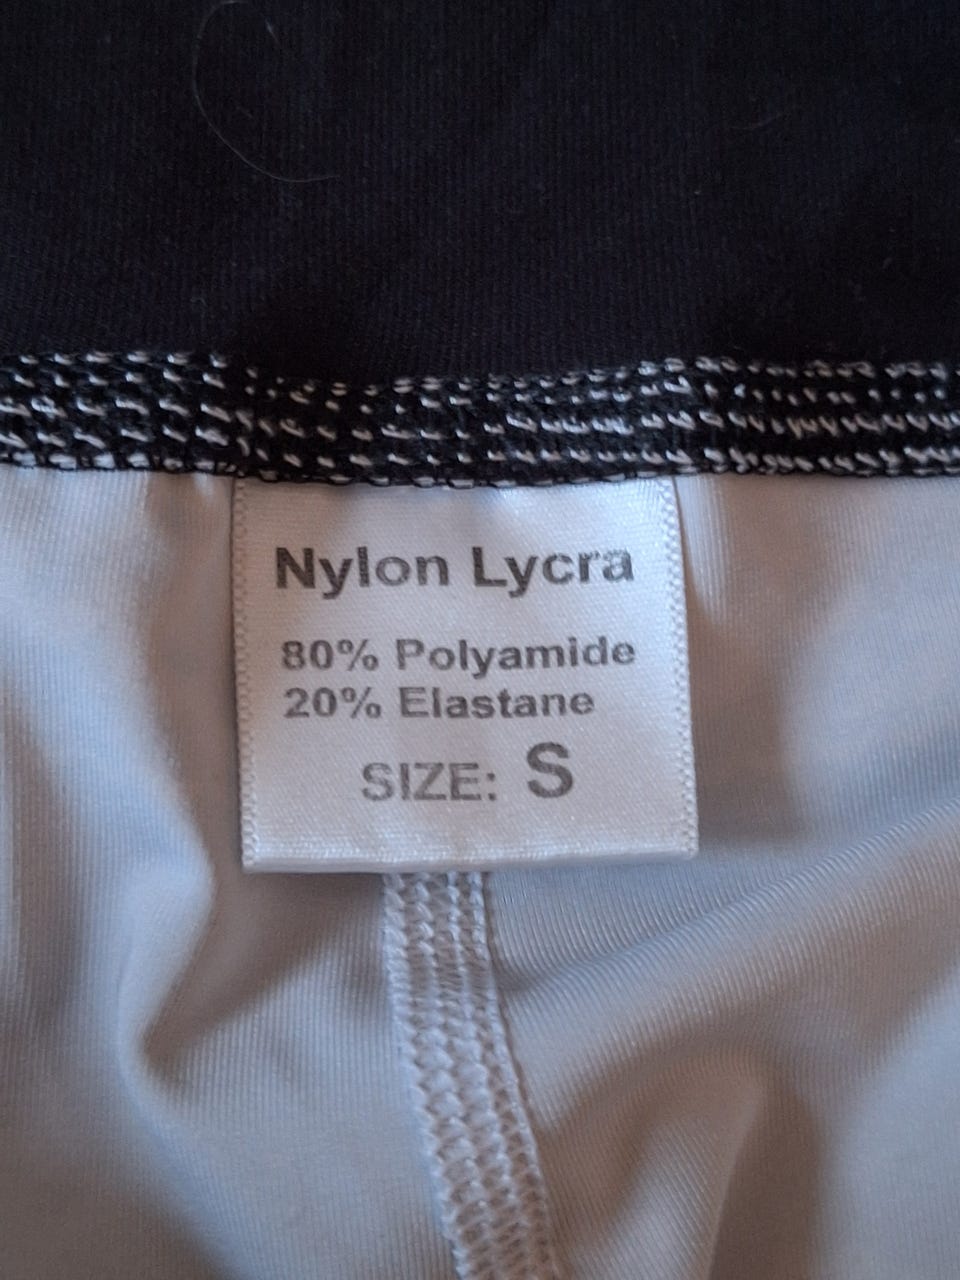 Nylon Lycra
80% Polyamide
20% Elastane
SIZE: S